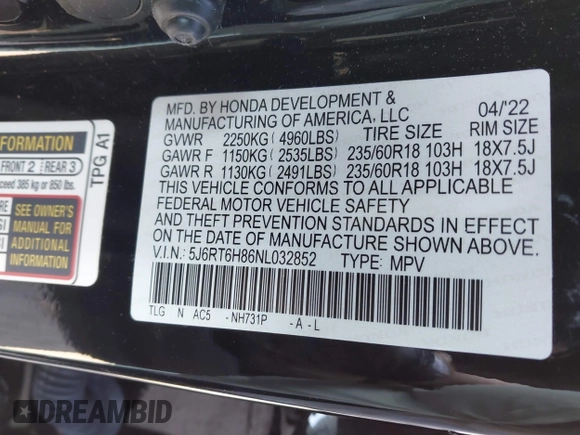 MFD. BY HONDA DEVELOPMENT &
MANUFACTURING OF AMERICA, LLC 04/'22
GVWR 2250KG ( 4960LBS) TIRE SIZE RIM SIZE
GAWR F 1150KG ( 2535LBS) 235/60R18 103H 18X7.5J
GAWR R 1130KG ( 2491LBS) 235/60R18 103H 18X7.5J
THIS VEHICLE CONFORMS TO ALL APPLICABLE
FEDERAL MOTOR VEHICLE SAFETY
AND THEFT PREVENTION STANDARDS IN EFFECT
ON THE DATE OF MANUFACTURE SHOWN ABOVE.
V.I.N.: 5J6RT6H86NL032852 TYPE: MPV
TLG N AC5 -NH731P -A-L
NFORMATION
FRONT 2 REAR 3
ceed 385 kg or 850 lbs.
SEE OWNER'S
MANUAL FOR
ADDITIONAL
INFORMATION
TPG A1
DREAMBID